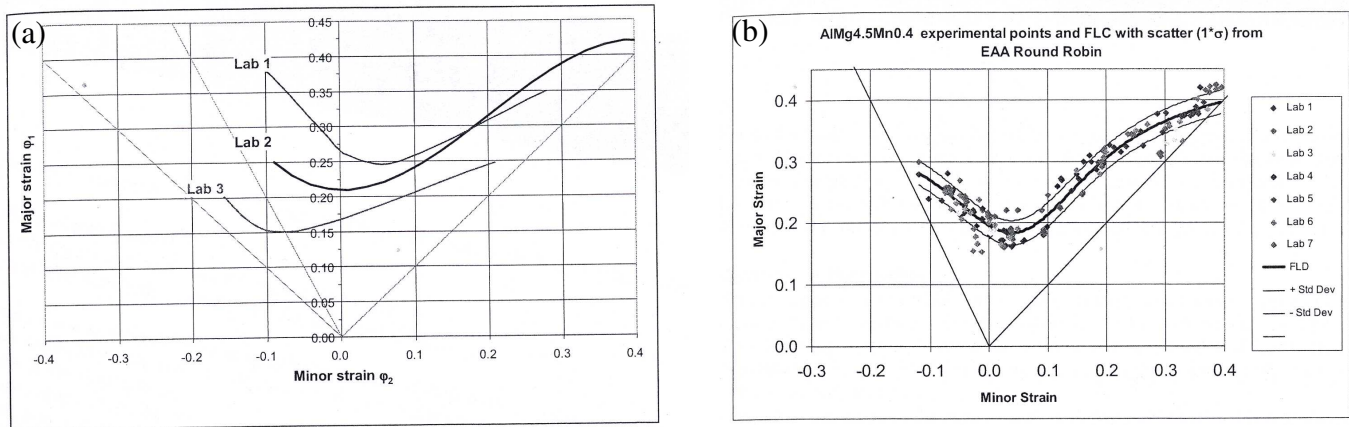 (a)
Major strain φ1
0.45
0.40
0.35
0.30
0.25
0.20
0.15
0.10
0.05
0.00
Lab 1
Lab 2
Lab 3
-0.4
-0.3
-0.2
-0.1
0.0
0.1
0.2
0.3
0.4
Minor strain φ2
(b)
AlMg4.5Mn0.4 experimental points and FLC with scatter (1*σ) from
EAA Round Robin
Major Strain
0.4
0.3
0.2
0.1
0.0
-0.3
-0.2
-0.1
0.0
0.1
0.2
0.3
0.4
Minor Strain
Lab 1
Lab 2
Lab 3
Lab 4
Lab 5
Lab 6
Lab 7
FLD
+ Std Dev
- Std Dev